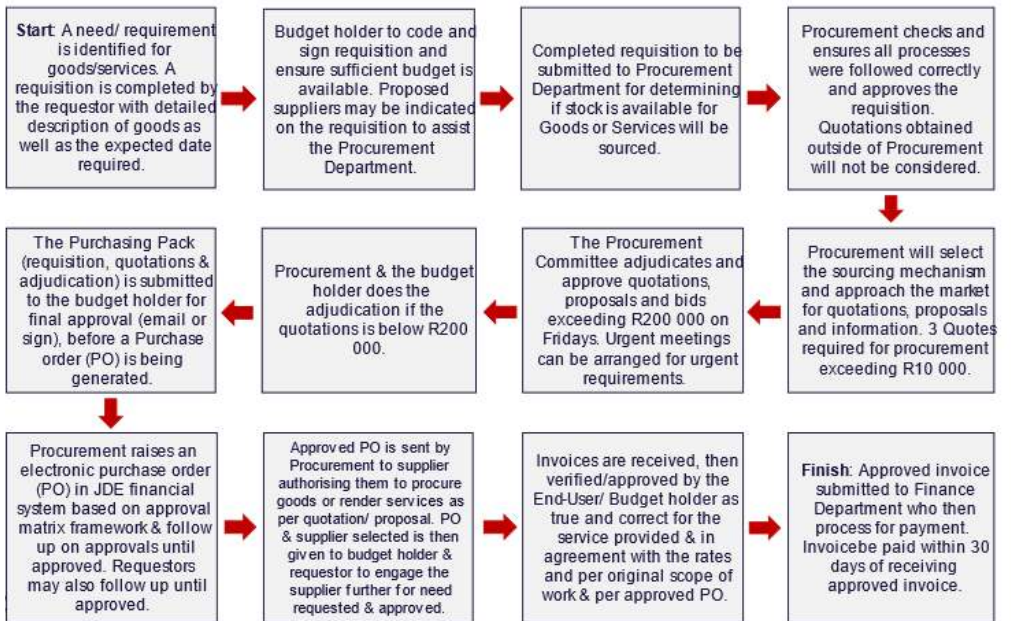 Start: A need/ requirement
is identified for
goods/services. A
requisition is completed by
the requestor with detailed
description of goods as
well as the expected date
required.
Budget holder to code and
sign requisition and
ensure sufficient budget is
available. Proposed
suppliers may be indicated
on the requisition to assist
the Procurement
Department.
Completed requisition to be
submitted to Procurement
Department for determining
if stock is available for
Goods or Services will be
sourced.
Procurement checks and
ensures all processes
were followed correctly
and approves the
requisition.
Quotations obtained
outside of Procurement
will not be considered.
Procurement will select
the sourcing mechanism
and approach the market
for quotations, proposals
and information. 3 Quotes
required for procurement
exceeding R10 000.
The Procurement
Committee adjudicates and
approve quotations,
proposals and bids
exceeding R200 000 on
Fridays. Urgent meetings
can be arranged for urgent
requirements.
Procurement & the budget
holder does the
adjudication if the
quotations is below R200
000.
The Purchasing Pack
(requisition, quotations &
adjudication) is submitted
to the budget holder for
final approval (email or
sign), before a Purchase
order (PO) is being
generated.
Procurement raises an
electronic purchase order
(PO) in JDE financial
system based on approval
matrix framework & follow
up on approvals until
approved. Requestors
may also follow up until
approved.
Approved PO is sent by
Procurement to supplier
authorising them to procure
goods or render services as
per quotation/ proposal. PO
& supplier selected is then
given to budget holder &
requestor to engage the
supplier further for need
requested & approved.
Invoices are received, then
verified/approved by the
End-User/ Budget holder as
true and correct for the
service provided & in
agreement with the rates
and per original scope of
work & per approved PO.
Finish: Approved invoice
submitted to Finance
Department who then
process for payment.
Invoicebe paid within 30
days of receiving
approved invoice.